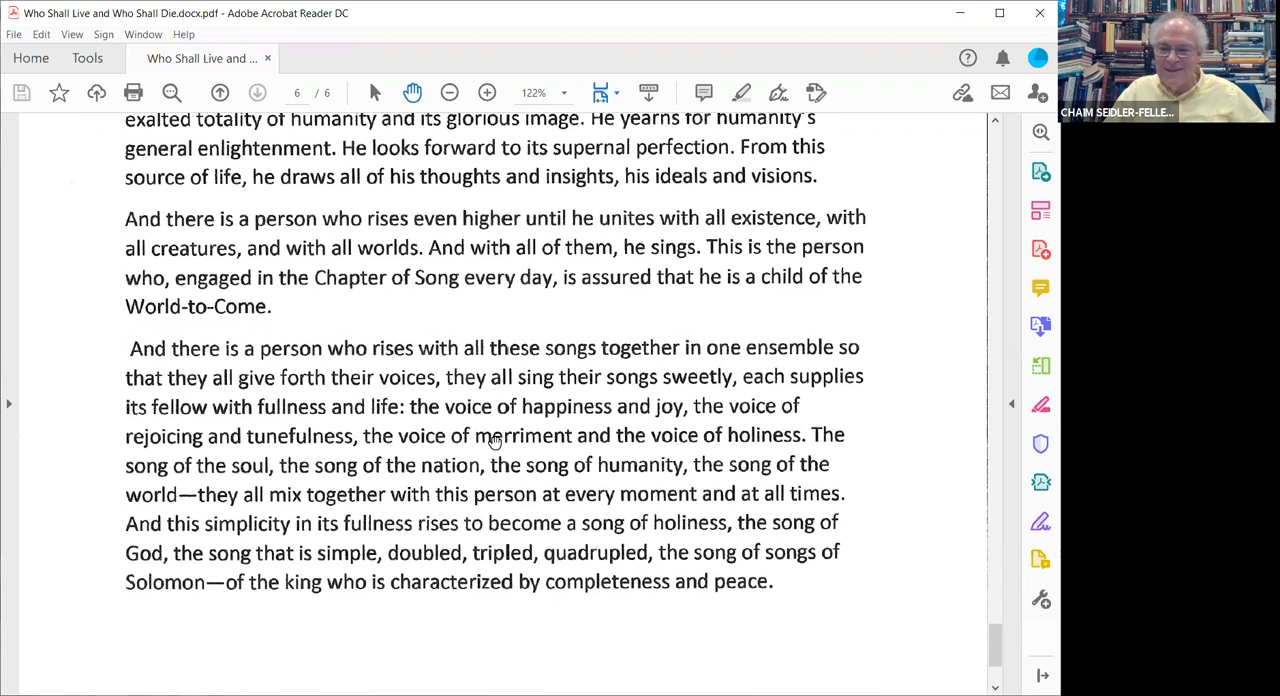 Who Shall Live and Who Shall Die.docx.pdf - Adobe Acrobat Reader DC
File Edit View Sign Window Help
Home Tools Who Shall Live and ... ×
6 / 6 122%
CHAIM SEIDLER-FELLE...
exalted totality of humanity and its glorious image. He yearns for humanity's
general enlightenment. He looks forward to its supernal perfection. From this
source of life, he draws all of his thoughts and insights, his ideals and visions.
And there is a person who rises even higher until he unites with all existence, with
all creatures, and with all worlds. And with all of them, he sings. This is the person
who, engaged in the Chapter of Song every day, is assured that he is a child of the
World-to-Come.
And there is a person who rises with all these songs together in one ensemble so
that they all give forth their voices, they all sing their songs sweetly, each supplies
its fellow with fullness and life: the voice of happiness and joy, the voice of
rejoicing and tunefulness, the voice of merriment and the voice of holiness. The
song of the soul, the song of the nation, the song of humanity, the song of the
world—they all mix together with this person at every moment and at all times.
And this simplicity in its fullness rises to become a song of holiness, the song of
God, the song that is simple, doubled, tripled, quadrupled, the song of songs of
Solomon—of the king who is characterized by completeness and peace.